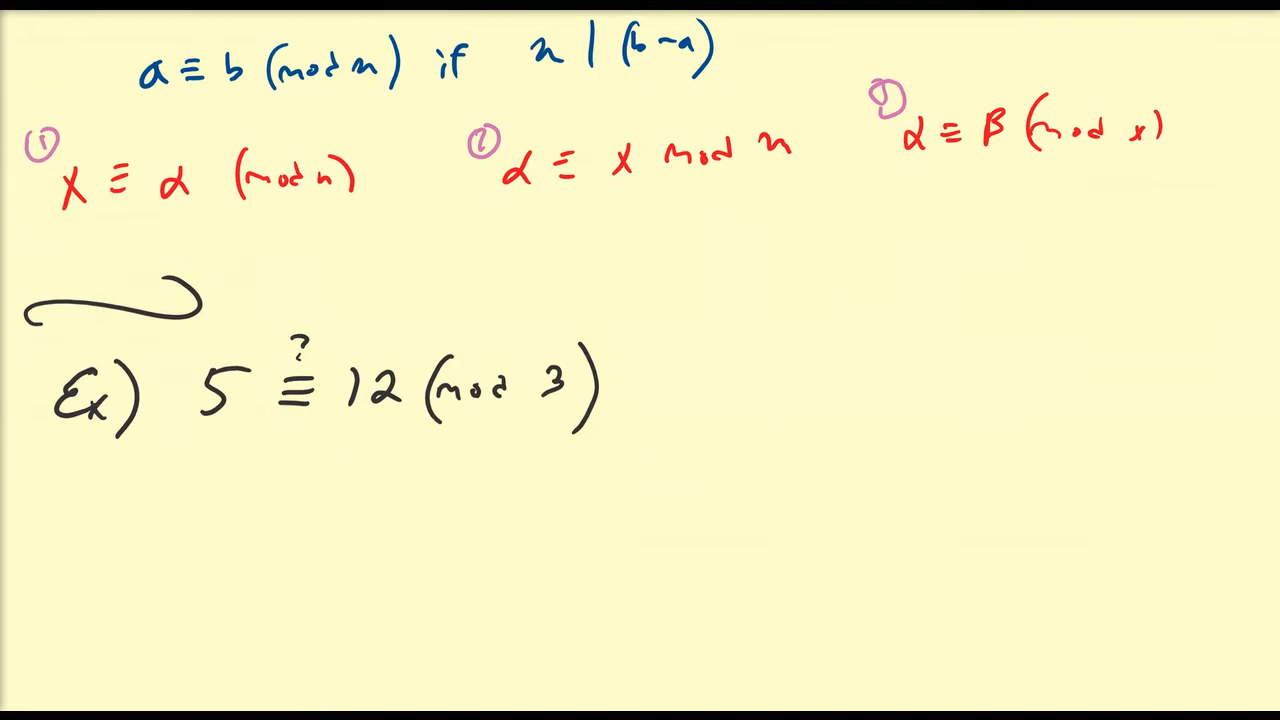 a ≡ b (mod n) if n | (b-a)
① x ≡ α (mod n)
② α ≡ x mod n
③ α ≡ β (mod x)
Ex) 5 ≡? 12 (mod 3)